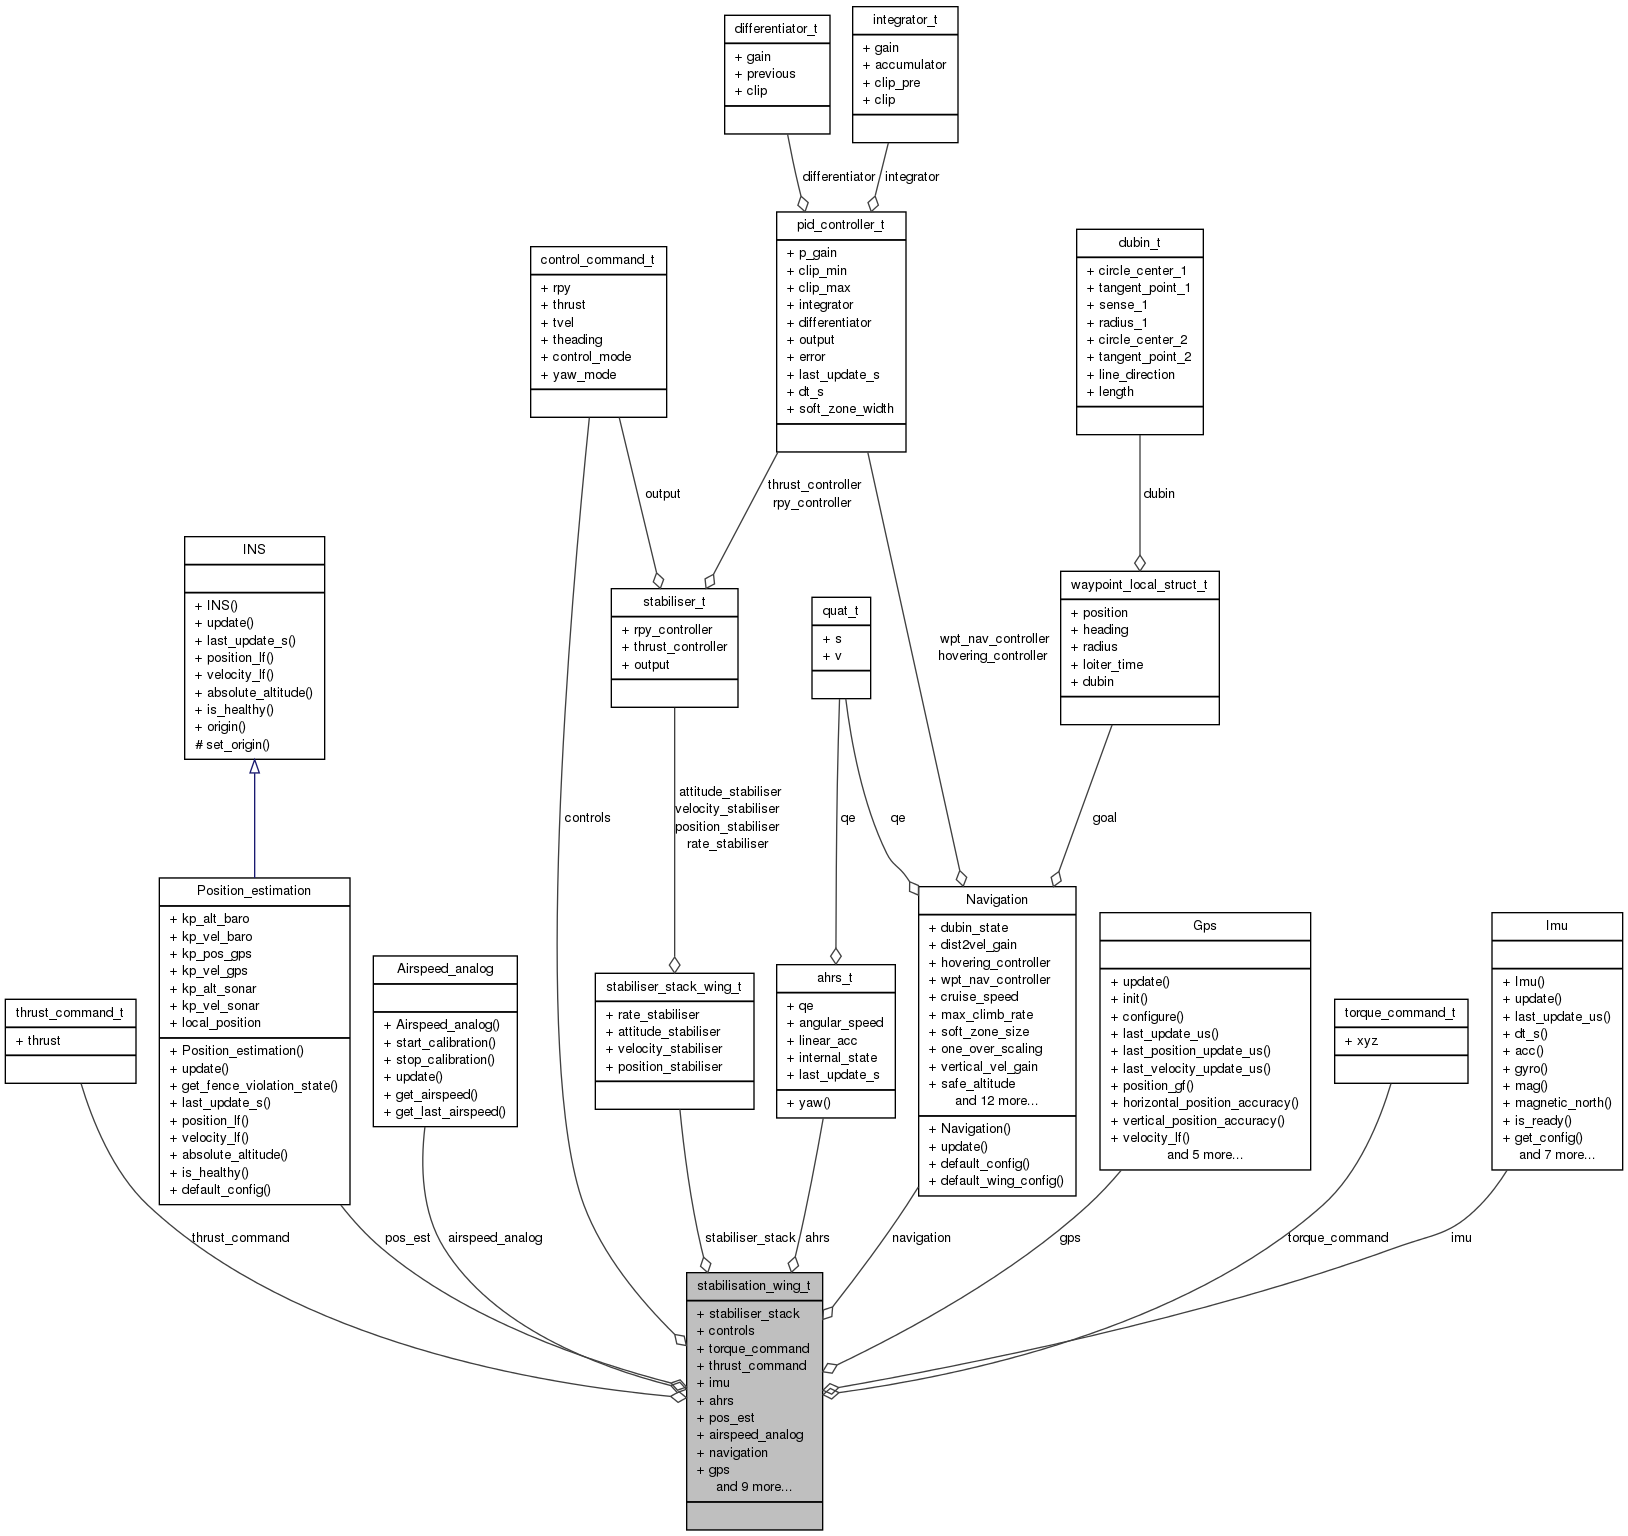 differentiator_t
+ gain
+ previous
+ clip
integrator_t
+ gain
+ accumulator
+ clip_pre
+ clip
differentiator
integrator
pid_controller_t
+ p_gain
+ clip_min
+ clip_max
+ integrator
+ differentiator
+ output
+ error
+ last_update_s
+ dt_s
+ soft_zone_width
control_command_t
+ rpy
+ thrust
+ tvel
+ theading
+ control_mode
+ yaw_mode
dubin_t
+ circle_center_1
+ tangent_point_1
+ sense_1
+ radius_1
+ circle_center_2
+ tangent_point_2
+ line_direction
+ length
output
thrust_controller
rpy_controller
dubin
INS
+ INS()
+ update()
+ last_update_s()
+ position_lf()
+ velocity_lf()
+ absolute_altitude()
+ is_healthy()
+ origin()
# set_origin()
stabiliser_t
+ rpy_controller
+ thrust_controller
+ output
quat_t
+ s
+ v
wpt_nav_controller
hovering_controller
waypoint_local_struct_t
+ position
+ heading
+ radius
+ loiter_time
+ dubin
controls
attitude_stabiliser
velocity_stabiliser
position_stabiliser
rate_stabiliser
qe
qe
goal
Position_estimation
+ kp_alt_baro
+ kp_vel_baro
+ kp_pos_gps
+ kp_vel_gps
+ kp_alt_sonar
+ kp_vel_sonar
+ local_position
+ Position_estimation()
+ update()
+ get_fence_violation_state()
+ last_update_s()
+ position_lf()
+ velocity_lf()
+ absolute_altitude()
+ is_healthy()
+ default_config()
thrust_command_t
+ thrust
Airspeed_analog
+ Airspeed_analog()
+ start_calibration()
+ stop_calibration()
+ update()
+ get_airspeed()
+ get_last_airspeed()
stabiliser_stack_wing_t
+ rate_stabiliser
+ attitude_stabiliser
+ velocity_stabiliser
+ position_stabiliser
ahrs_t
+ qe
+ angular_speed
+ linear_acc
+ internal_state
+ last_update_s
+ yaw()
Navigation
+ dubin_state
+ dist2vel_gain
+ hovering_controller
+ wpt_nav_controller
+ cruise_speed
+ max_climb_rate
+ soft_zone_size
+ one_over_scaling
+ vertical_vel_gain
+ safe_altitude
and 12 more...
+ Navigation()
+ update()
+ default_config()
+ default_wing_config()
Gps
+ update()
+ init()
+ configure()
+ last_update_us()
+ last_position_update_us()
+ last_velocity_update_us()
+ position_gf()
+ horizontal_position_accuracy()
+ vertical_position_accuracy()
+ velocity_lf()
and 5 more...
torque_command_t
+ xyz
Imu
+ Imu()
+ update()
+ last_update_us()
+ dt_s()
+ acc()
+ gyro()
+ mag()
+ magnetic_north()
+ is_ready()
+ get_config()
and 7 more...
thrust_command
pos_est
airspeed_analog
stabiliser_stack
ahrs
navigation
gps
torque_command
imu
stabilisation_wing_t
+ stabiliser_stack
+ controls
+ torque_command
+ thrust_command
+ imu
+ ahrs
+ pos_est
+ airspeed_analog
+ navigation
+ gps
and 9 more...